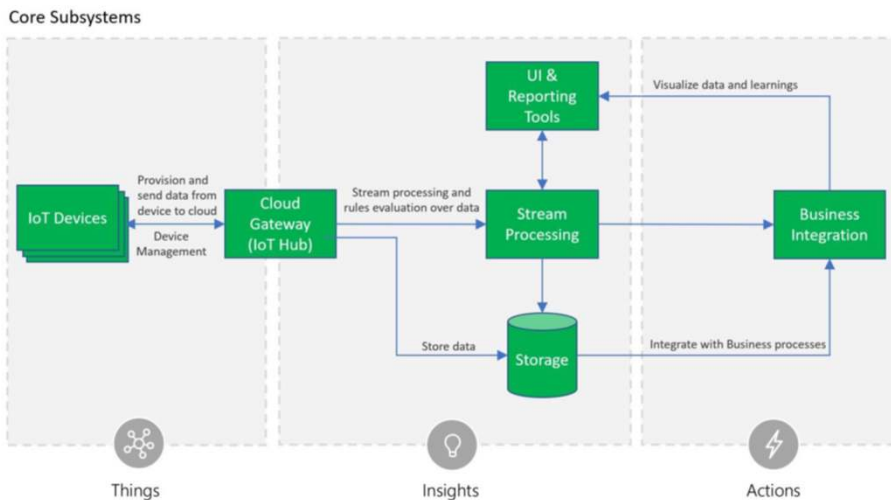 Core Subsystems
UI &
Reporting
Tools
Visualize data and learnings
Provision and
send data from
device to cloud
IoT Devices
Device
Management
Cloud
Gateway
(IoT Hub)
Stream processing and
rules evaluation over data
Stream
Processing
Business
Integration
Store data
Storage
Integrate with Business processes
Things
Insights
Actions